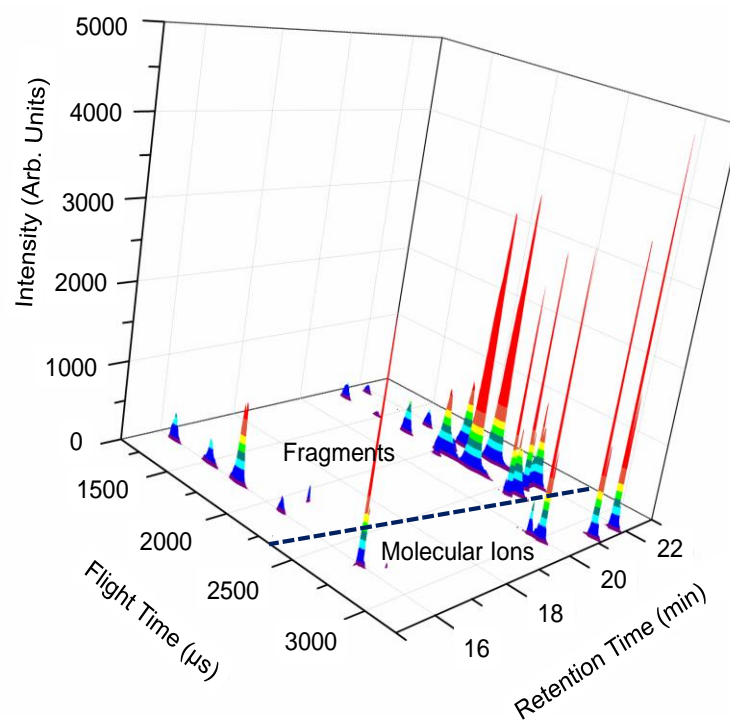 5000
4000
3000
2000
1000
0
Intensity (Arb. Units)
Fragments
Molecular Ions
1500
2000
2500
3000
Flight Time (µs)
16
18
20
22
Retention Time (min)